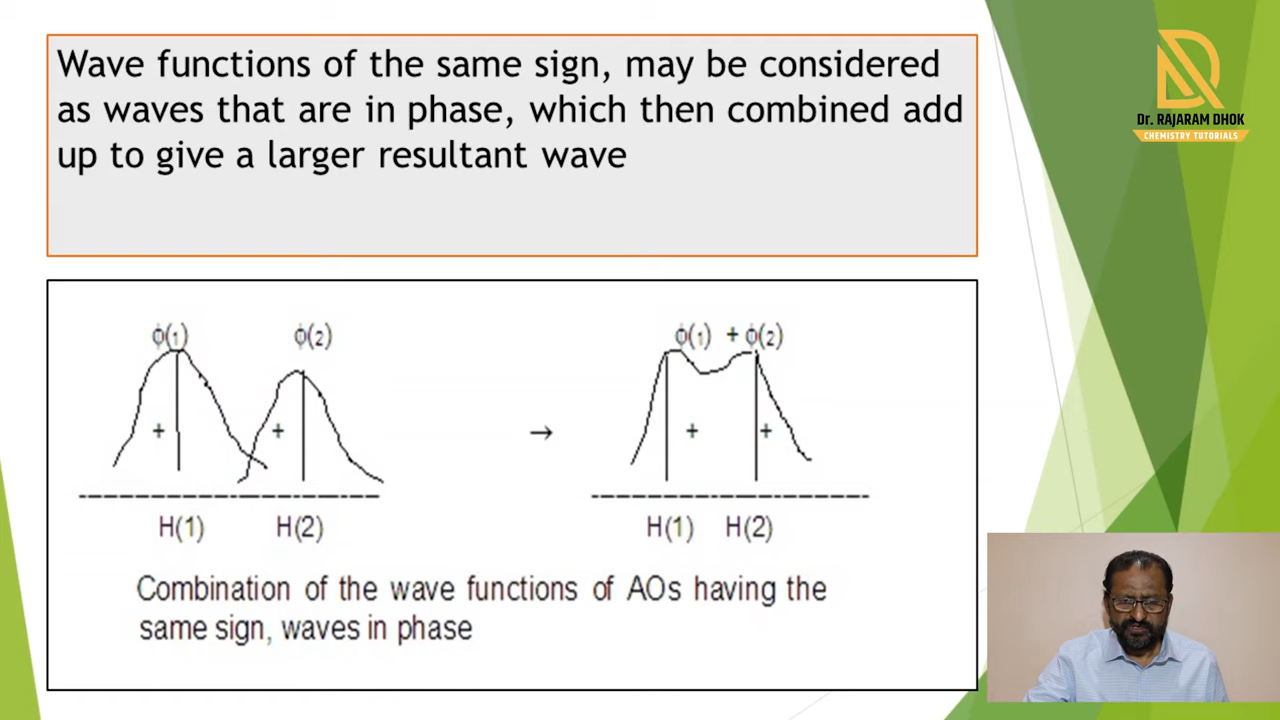 Wave functions of the same sign, may be considered
as waves that are in phase, which then combined add
up to give a larger resultant wave
Dr. RAJARAM DHOK
CHEMISTRY TUTORIALS
ϕ(1) ϕ(2) ϕ(1) + ϕ(2)
+ + → + +
H(1) H(2) H(1) H(2)
Combination of the wave functions of AOs having the
same sign, waves in phase